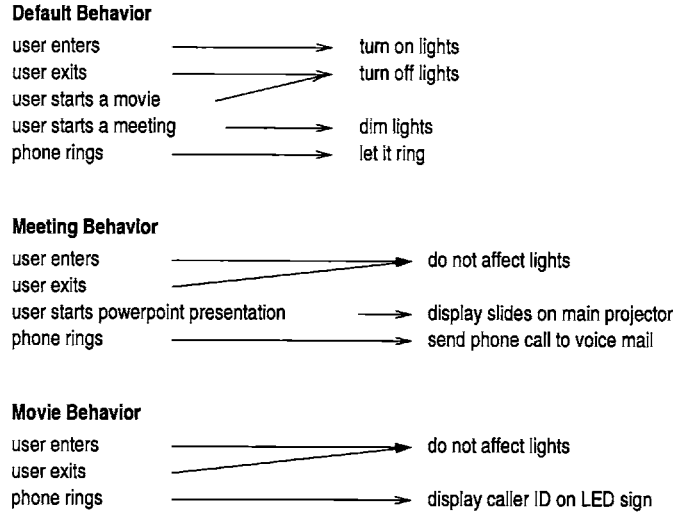 Default Behavior
user enters turn on lights
user exits turn off lights
user starts a movie
user starts a meeting dim lights
phone rings let it ring
Meeting Behavior
user enters do not affect lights
user exits
user starts powerpoint presentation display slides on main projector
phone rings send phone call to voice mail
Movie Behavior
user enters do not affect lights
user exits
phone rings display caller ID on LED sign